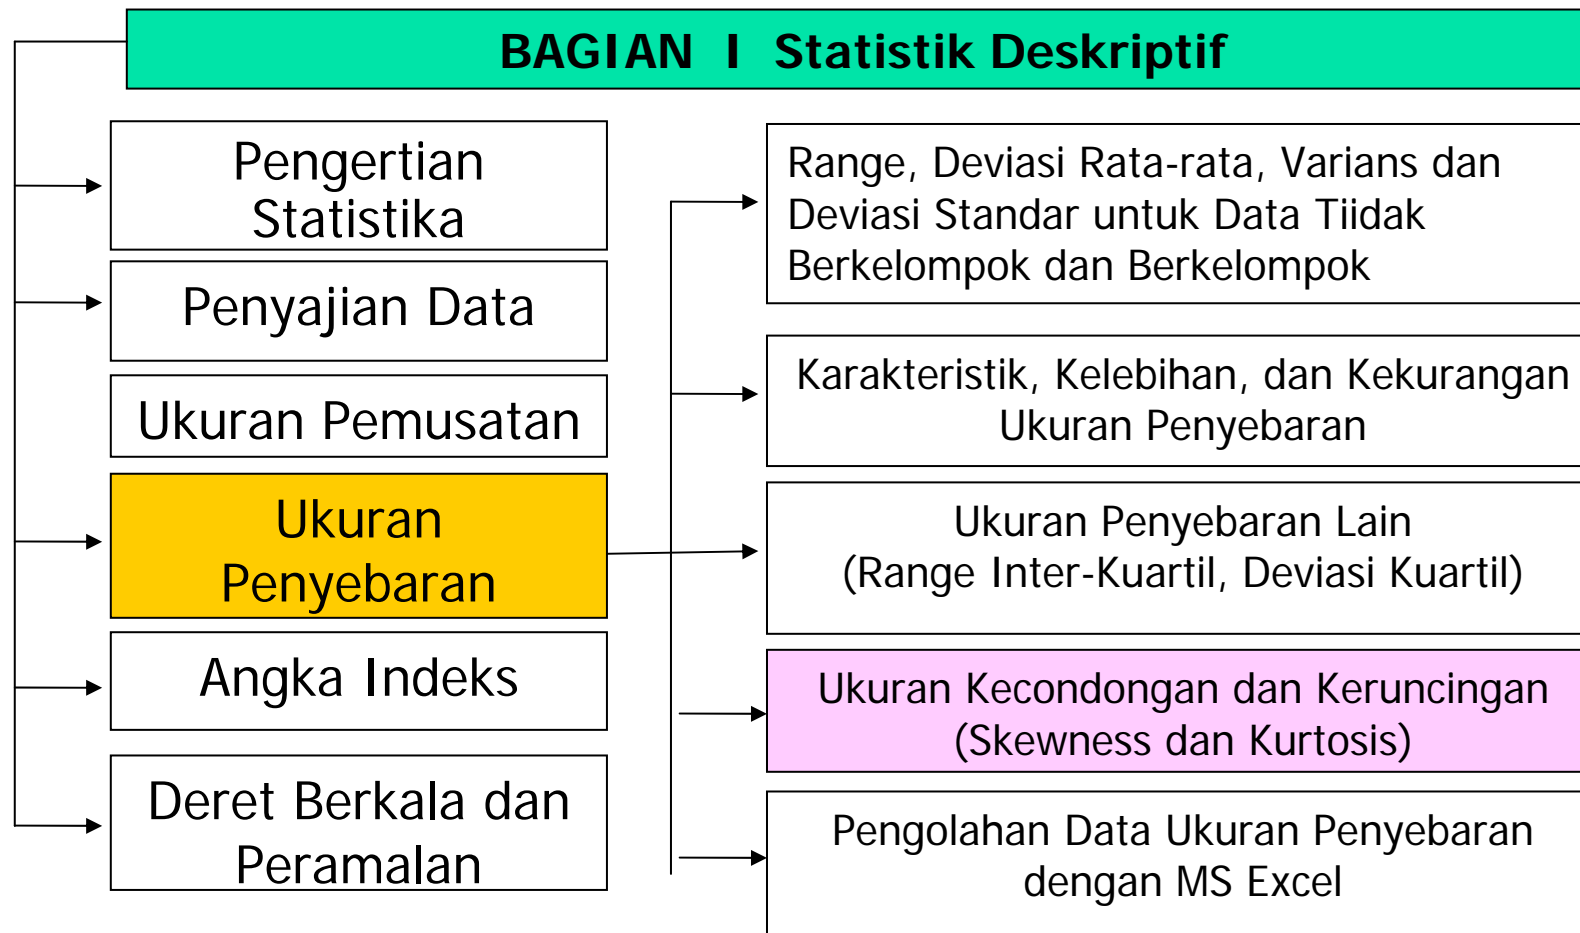 BAGIAN I Statistik Deskriptif
Pengertian
Statistika
Penyajian Data
Ukuran Pemusatan
Ukuran
Penyebaran
Angka Indeks
Deret Berkala dan
Peramalan
Range, Deviasi Rata-rata, Varians dan
Deviasi Standar untuk Data Tiidak
Berkelompok dan Berkelompok
Karakteristik, Kelebihan, dan Kekurangan
Ukuran Penyebaran
Ukuran Penyebaran Lain
(Range Inter-Kuartil, Deviasi Kuartil)
Ukuran Kecondongan dan Keruncingan
(Skewness dan Kurtosis)
Pengolahan Data Ukuran Penyebaran
dengan MS Excel